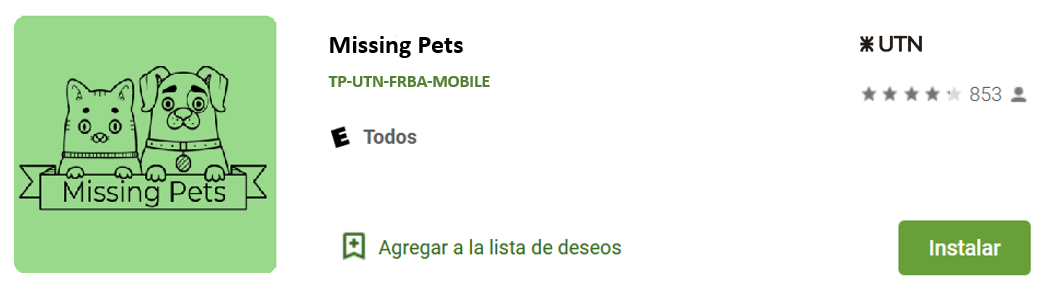 Missing Pets
Missing Pets
TP-UTN-FRBA-MOBILE
E Todos
Agregar a la lista de deseos
UTN
853
Instalar